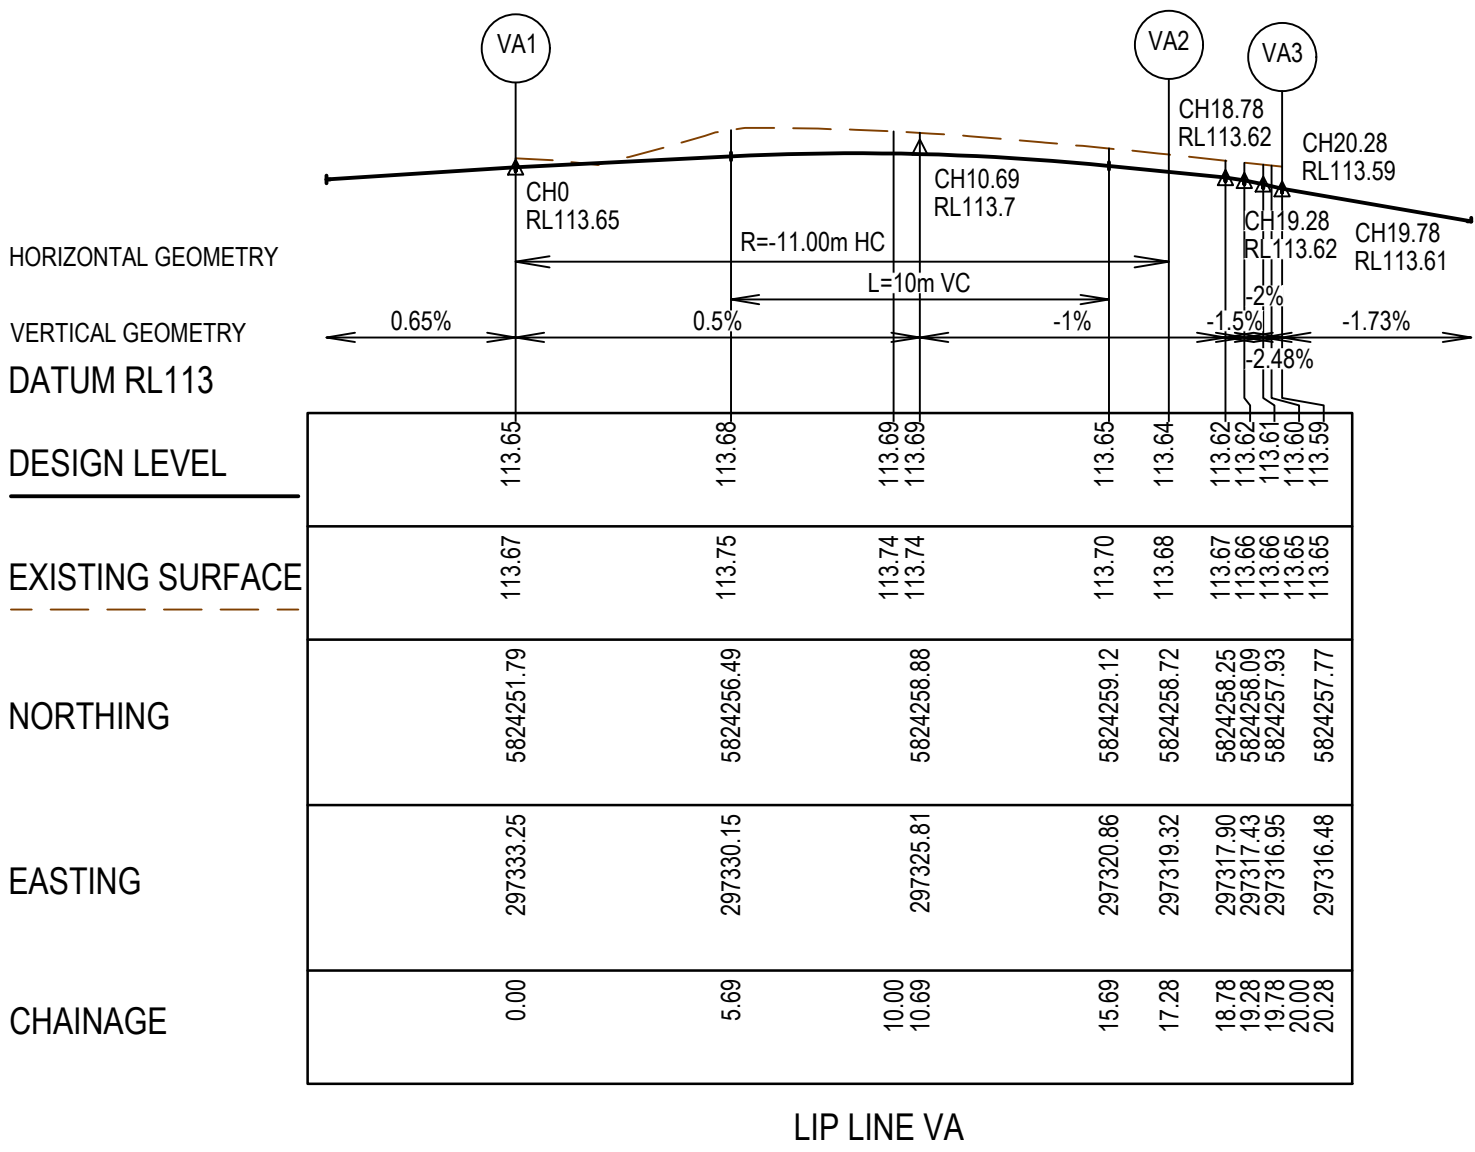 VA1
VA2
VA3
CH18.78
RL113.62
CH20.28
RL113.59
CH0
RL113.65
CH10.69
RL113.7
CH19.28
RL113.62
CH19.78
RL113.61
HORIZONTAL GEOMETRY
R=-11.00m HC
L=10m VC
VERTICAL GEOMETRY
0.65%
0.5%
-1%
-1.5%
-2%
-2.48%
-1.73%
DATUM RL113
DESIGN LEVEL
113.65 113.68 113.69 113.69 113.65 113.64 113.62 113.62 113.61 113.60 113.59
EXISTING SURFACE
113.67 113.75 113.74 113.74 113.70 113.68 113.67 113.66 113.66 113.65 113.65
NORTHING
5824251.79 5824256.49 5824258.88 5824259.12 5824258.72 5824258.25 5824258.09 5824257.93 5824257.77
EASTING
297333.25 297330.15 297325.81 297320.86 297319.32 297317.90 297317.43 297316.95 297316.48
CHAINAGE
0.00 5.69 10.00 10.69 15.69 17.28 18.78 19.28 19.78 20.00 20.28
LIP LINE VA